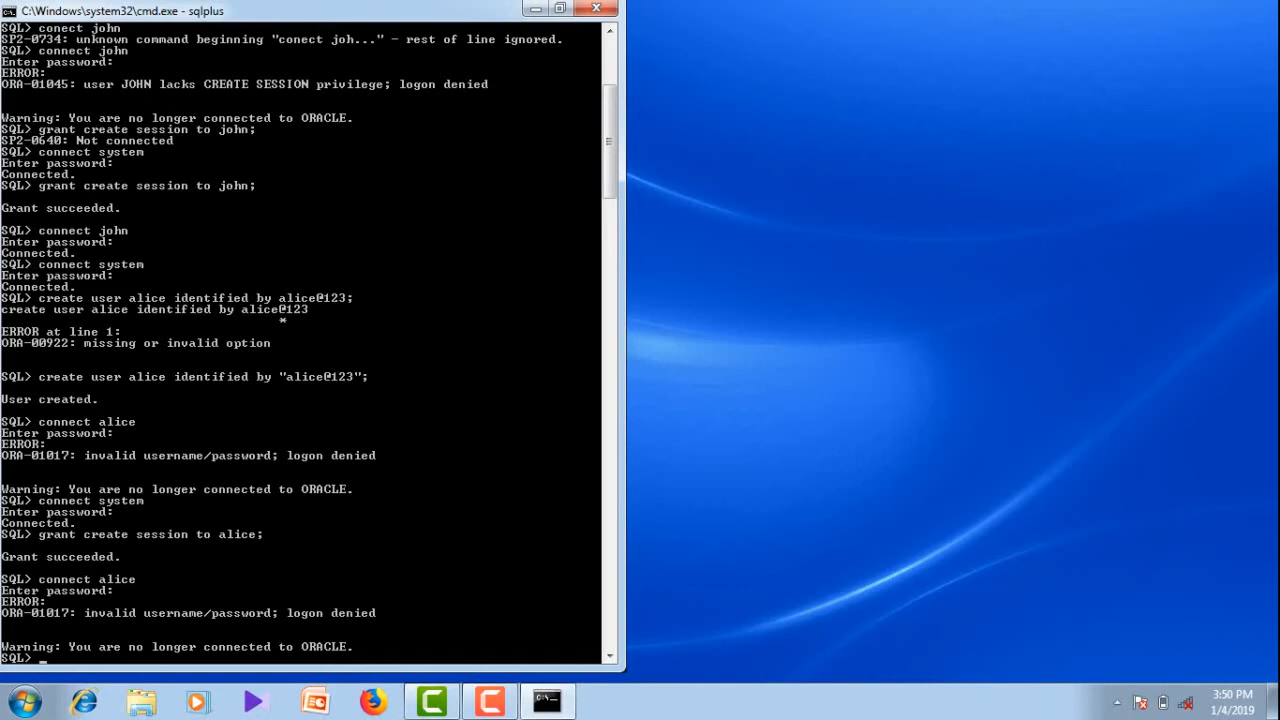 C:\Windows\system32\cmd.exe - sqlplus
SQL> conect john
SP2-0734: unknown command beginning "conect joh..." - rest of line ignored.
SQL> connect john
Enter password:
ERROR:
ORA-01045: user JOHN lacks CREATE SESSION privilege; logon denied
Warning: You are no longer connected to ORACLE.
SQL> grant create session to john;
SP2-0640: Not connected
SQL> connect system
Enter password:
Connected.
SQL> grant create session to john;
Grant succeeded.
SQL> connect john
Enter password:
Connected.
SQL> connect system
Enter password:
Connected.
SQL> create user alice identified by alice@123;
create user alice identified by alice@123
*
ERROR at line 1:
ORA-00922: missing or invalid option
SQL> create user alice identified by "alice@123";
User created.
SQL> connect alice
Enter password:
ERROR:
ORA-01017: invalid username/password; logon denied
Warning: You are no longer connected to ORACLE.
SQL> connect system
Enter password:
Connected.
SQL> grant create session to alice;
Grant succeeded.
SQL> connect alice
Enter password:
ERROR:
ORA-01017: invalid username/password; logon denied
Warning: You are no longer connected to ORACLE.
SQL> _
3:50 PM
1/4/2019